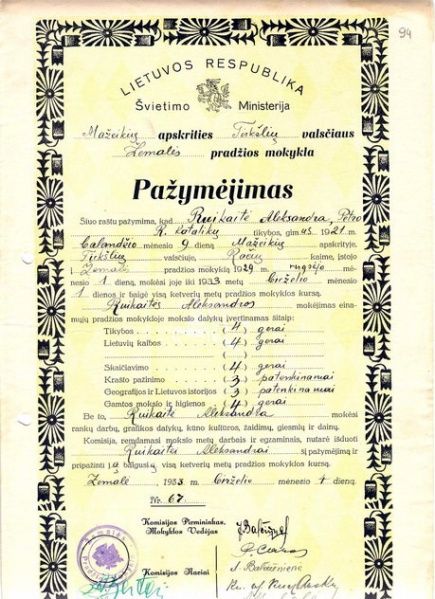 94
LIETUVOS RESPUBLIKA
Švietimo Ministerija
Mažeikių apskrities Tirkšlių valsčiaus
Žemalės pradžios mokykla
Pažymėjimas
Šiuo raštu pažymima, kad Ruikaitė Aleksandra, Petro
R. Katalikų tikybos, gim 1921 m.
Balandžio mėnesio 9 dieną Mažeikių apskrityje,
Tirkšlių valsčiuje, kaime, įstojo
į Žemalės pradžios mokyklą 1929 m. rugsėjo mė-
nesio 1 dieną, mokės joje iki 1933 metų birželio
1 dienos ir baigė visą ketverių metų pradžios mokyklos kursą.
Ruikaitės Aleksandros mokėjimas eina-
mųjų pradžios mokykloje mokslo dalykų įvertinamas šitaip:
Tikybos (4) gerai
Lietuvių kalbos (4) gerai
Skaičiavimo (4) gerai
Krašto pažinimo (3) patenkinamai
Geografijos ir Lietuvos istorijos (3) patenkinamai
Gamtos mokslo ir higienos (4) gerai
Be to, Ruikaitė Aleksandra mokėsi
rankų darbų, grafikos dalykų, kūno kultūros, žaidimų, giesmių ir dainų.
Komisija, remdamasi mokslo metų darbais ir egzaminais, nutarė išduoti
Ruikaitei Aleksandrai šį pažymėjimą ir
pripažinti ją baigusią visą ketverių metų pradžios mokyklos kursą.
Žemalė 1933 m. birželio mėnesio 1 dieną.
Nr. 67.
Komisijos Pirmininkas,
Mokyklos Vedėjas
Komisijos Nariai